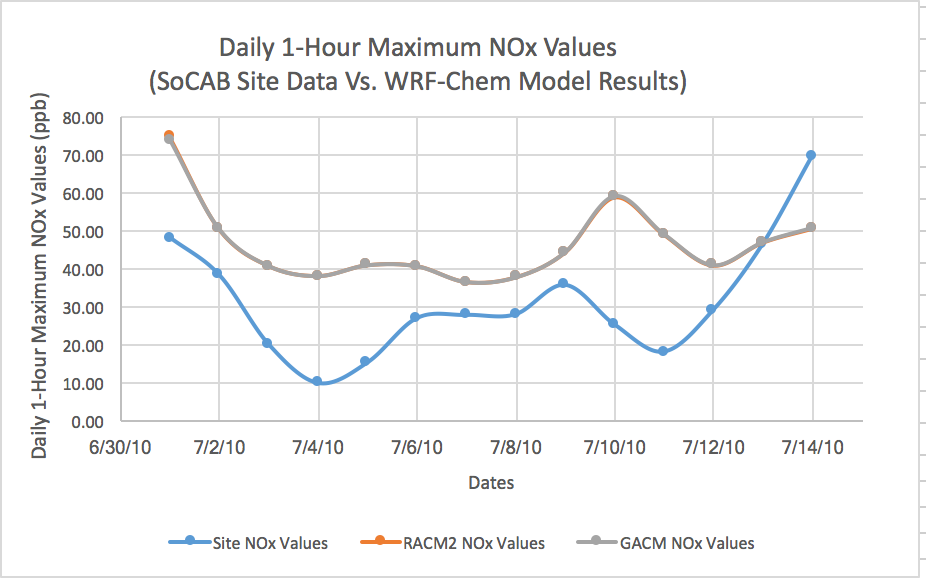 Daily 1-Hour Maximum NOx Values
(SoCAB Site Data Vs. WRF-Chem Model Results)
Daily 1-Hour Maximum NOx Values (ppb)
80.00
70.00
60.00
50.00
40.00
30.00
20.00
10.00
0.00
6/30/10 7/2/10 7/4/10 7/6/10 7/8/10 7/10/10 7/12/10 7/14/10
Dates
Site NOx Values RACM2 NOx Values GACM NOx Values